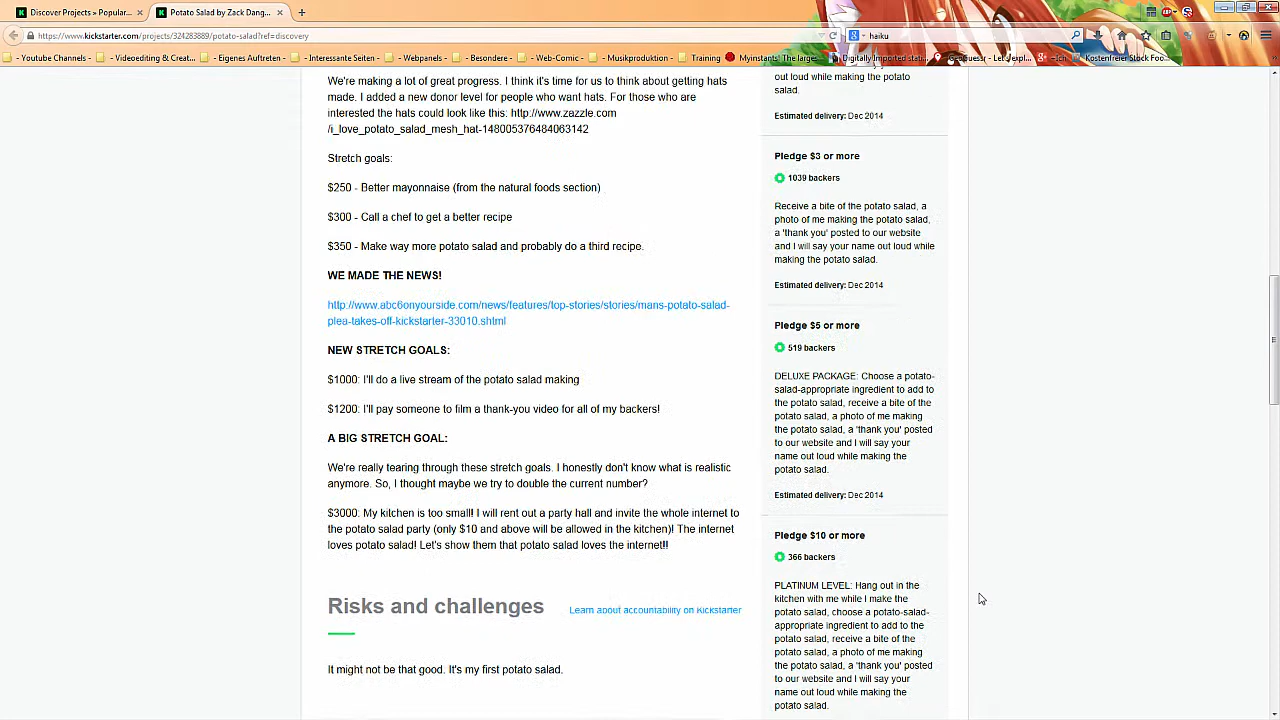 Discover Projects » Popular...
Potato Salad by Zack Dang...
https://www.kickstarter.com/projects/324283889/potato-salad?ref=discovery
haiku
- Youtube Channels -
- VideoEditing & Creat...
- Eigene Auftritte im
- Interessante Seiten -
- Webcomics -
- Besondere -
- Web-Comic -
- Musikproduktion -
Training
Myinstants! The larges...
Digitally Imported
GeoGuessr - Let's expl...
Kostenfreier Stock Foo...
We're making a lot of great progress. I think it's time for us to think about getting hats
made. I added a new donor level for people who want hats. For those who are
interested the hats could look like this: http://www.zazzle.com
/i_love_potato_salad_mesh_hat-148005376484063142
Stretch goals:
$250 - Better mayonnaise (from the natural foods section)
$300 - Call a chef to get a better recipe
$350 - Make way more potato salad and probably do a third recipe.
WE MADE THE NEWS!
http://www.abc6onyourside.com/news/features/top-stories/stories/mans-potato-salad-
plea-takes-off-kickstarter-33010.shtml
NEW STRETCH GOALS:
$1000: I'll do a live stream of the potato salad making
$1200: I'll pay someone to film a thank-you video for all of my backers!
A BIG STRETCH GOAL:
We're really tearing through these stretch goals. I honestly don't know what is realistic
anymore. So, I thought maybe we try to double the current number?
$3000: My kitchen is too small! I will rent out a party hall and invite the whole internet to
the potato salad party (only $10 and above will be allowed in the kitchen)! The internet
loves potato salad! Let's show them that potato salad loves the internet!!
Risks and challenges
Learn about accountability on Kickstarter
It might not be that good. It's my first potato salad.
out loud while making the potato
salad.
Estimated delivery: Dec 2014
Pledge $3 or more
1039 backers
Receive a bite of the potato salad, a
photo of me making the potato salad,
a 'thank you' posted to our website
and I will say your name out loud while
making the potato salad.
Estimated delivery: Dec 2014
Pledge $5 or more
519 backers
DELUXE PACKAGE: Choose a potato-
salad-appropriate ingredient to add to
the potato salad, receive a bite of the
potato salad, a photo of me making
the potato salad, a 'thank you' posted
to our website and I will say your
name out loud while making the
potato salad.
Estimated delivery: Dec 2014
Pledge $10 or more
366 backers
PLATINUM LEVEL: Hang out in the
kitchen with me while I make the
potato salad, choose a potato-salad-
appropriate ingredient to add to the
potato salad, receive a bite of the
potato salad, a photo of me making
the potato salad, a 'thank you' posted
to our website and I will say your
name out loud while making the
potato salad.